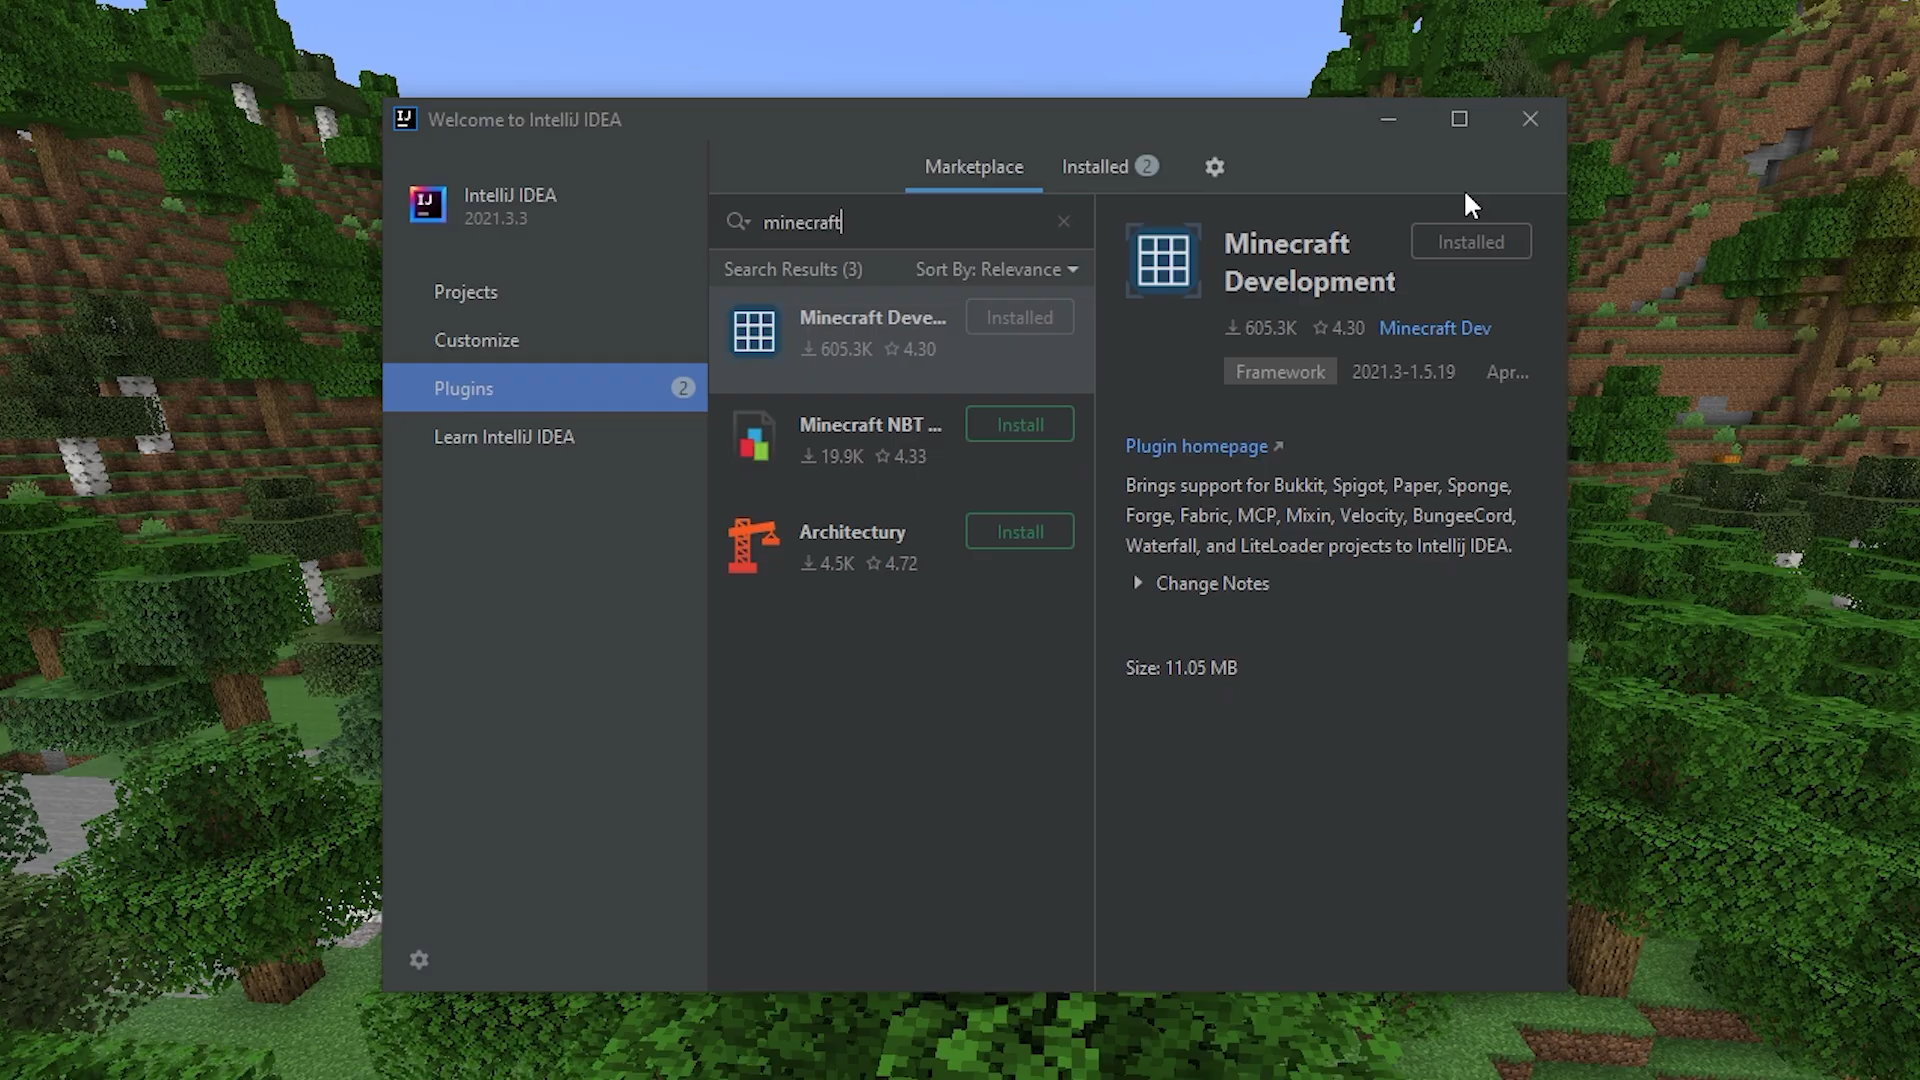 IJ Welcome to IntelliJ IDEA
IJ
IntelliJ IDEA
2021.3.3
Projects
Customize
Plugins 2
Learn IntelliJ IDEA
Marketplace Installed 2
minecraft
Search Results (3) Sort By: Relevance
Minecraft Deve... Installed
605.3K 4.30
Minecraft NBT ... Install
19.9K 4.33
Architectury Install
4.5K 4.72
Minecraft
Development
Installed
605.3K 4.30 Minecraft Dev
Framework 2021.3-1.5.19 Apr...
Plugin homepage
Brings support for Bukkit, Spigot, Paper, Sponge,
Forge, Fabric, MCP, Mixin, Velocity, BungeeCord,
Waterfall, and LiteLoader projects to Intellij IDEA.
Change Notes
Size: 11.05 MB